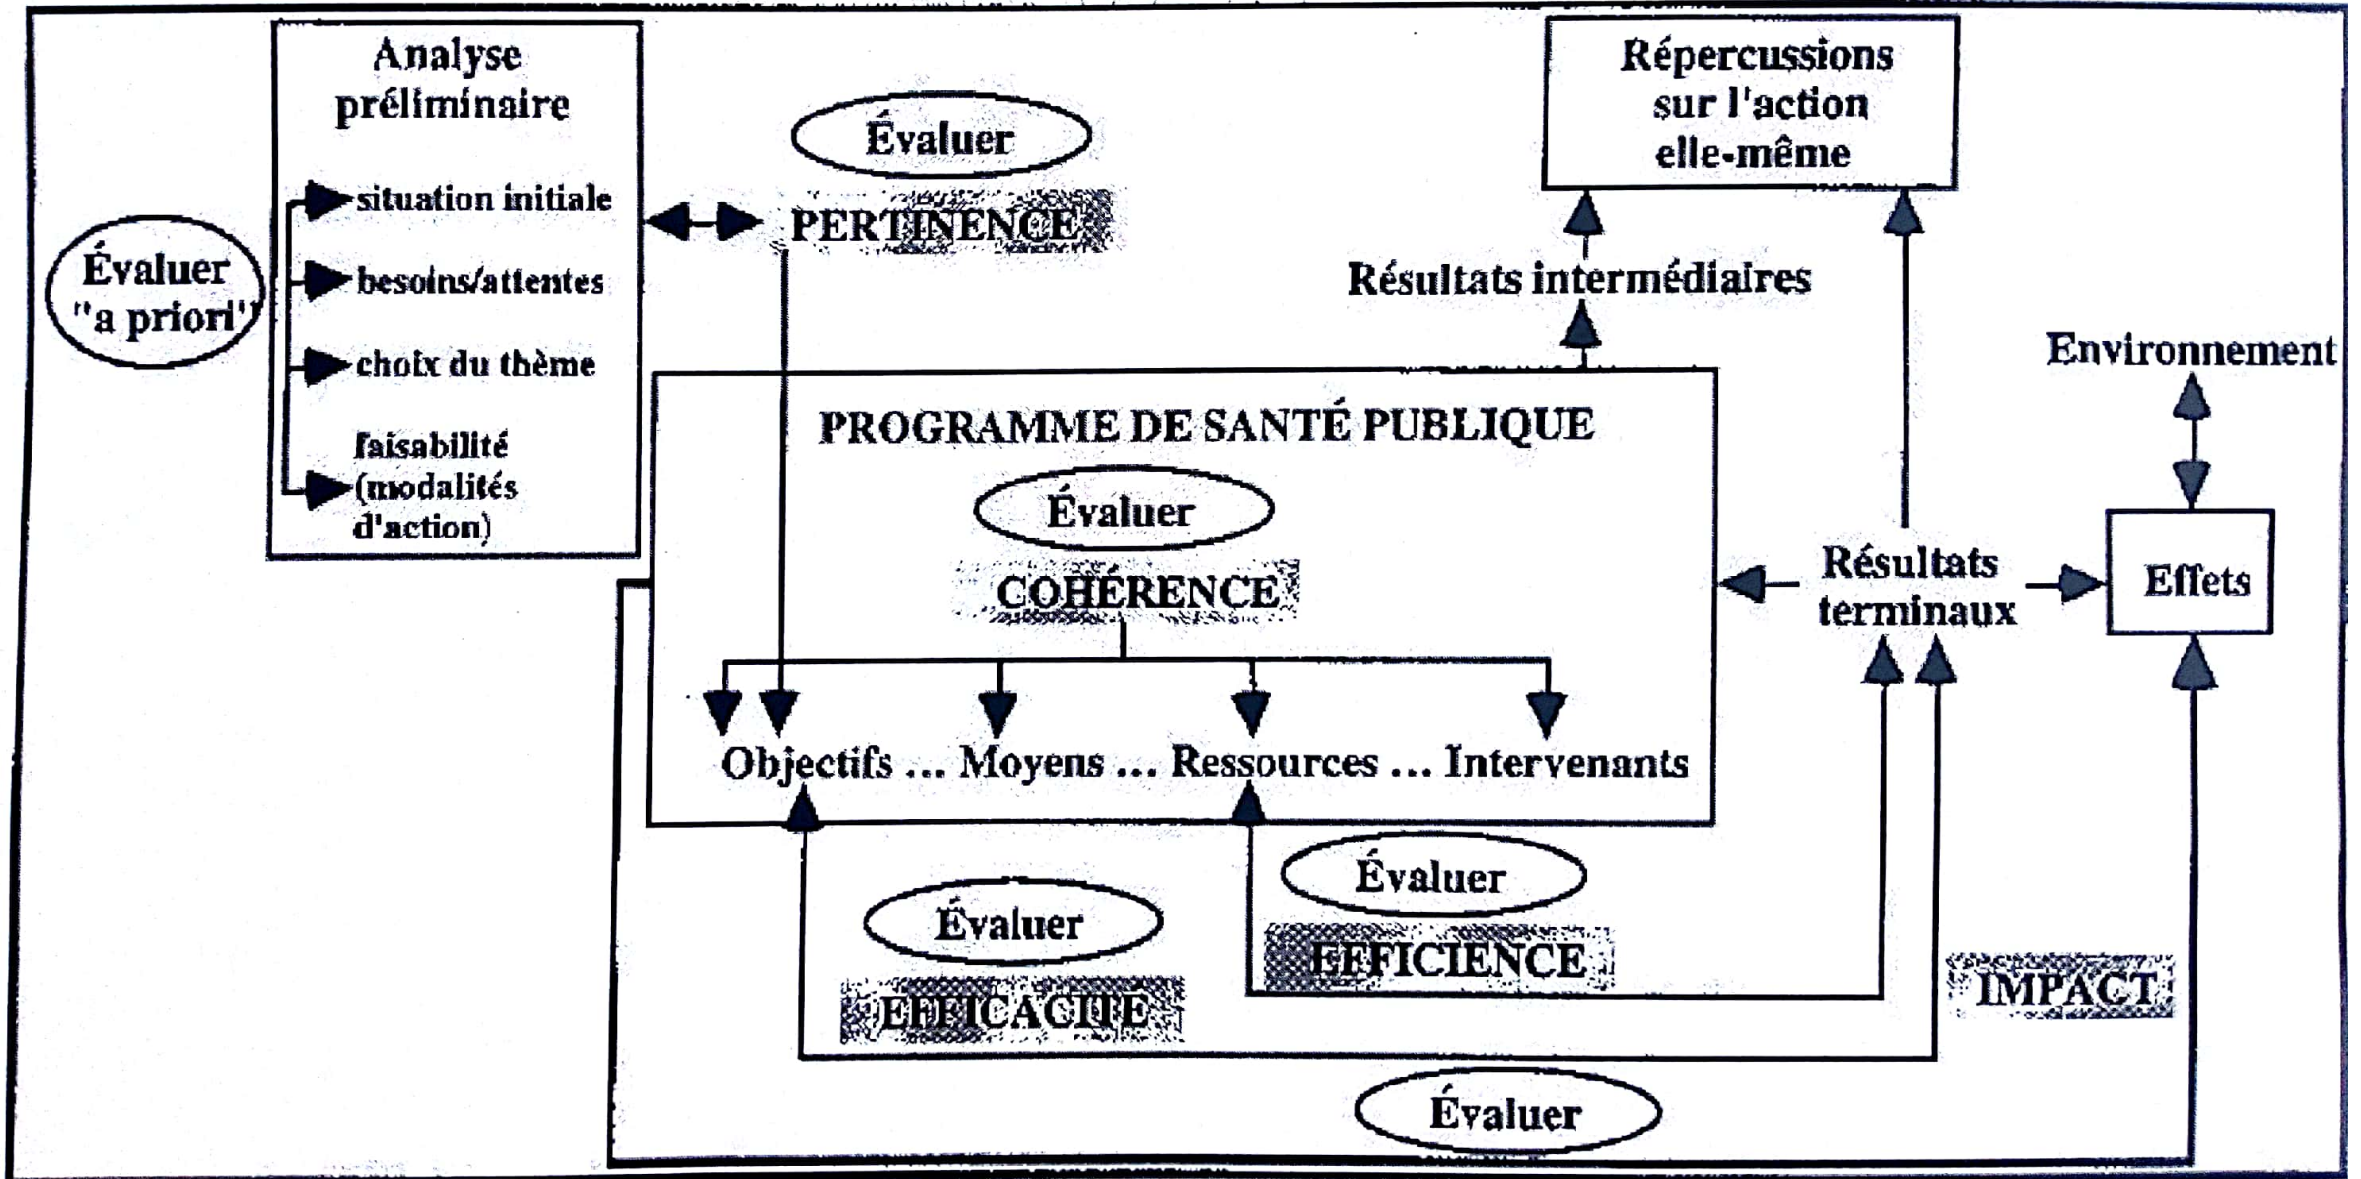 Analyse
préliminaire
Évaluer
"a priori"
situation initiale
besoins/attentes
choix du thème
faisabilité
(modalités
d'action)
Évaluer
PERTINENCE
Répercussions
sur l'action
elle-même
Résultats intermédiaires
Environnement
PROGRAMME DE SANTÉ PUBLIQUE
Évaluer
COHÉRENCE
Objectifs ... Moyens ... Ressources ... Intervenants
Résultats
terminaux
Effets
Évaluer
EFFICIENCE
Évaluer
EFFICACITÉ
IMPACT
Évaluer